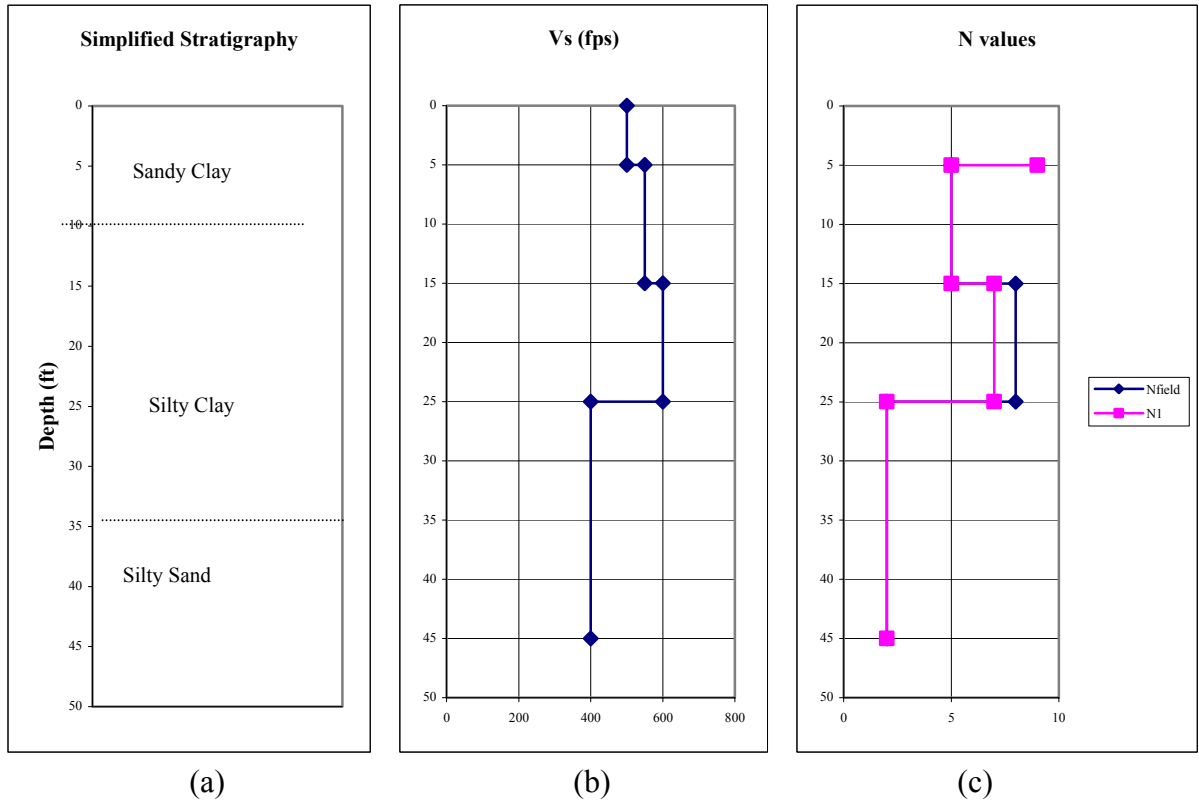 Simplified Stratigraphy
Depth (ft)
0
5
10
15
20
25
30
35
40
45
50
Sandy Clay
Silty Clay
Silty Sand
(a)
Vs (fps)
0
5
10
15
20
25
30
35
40
45
50
0 200 400 600 800
(b)
N values
0
5
10
15
20
25
30
35
40
45
50
0 5 10
Nfield
N1
(c)